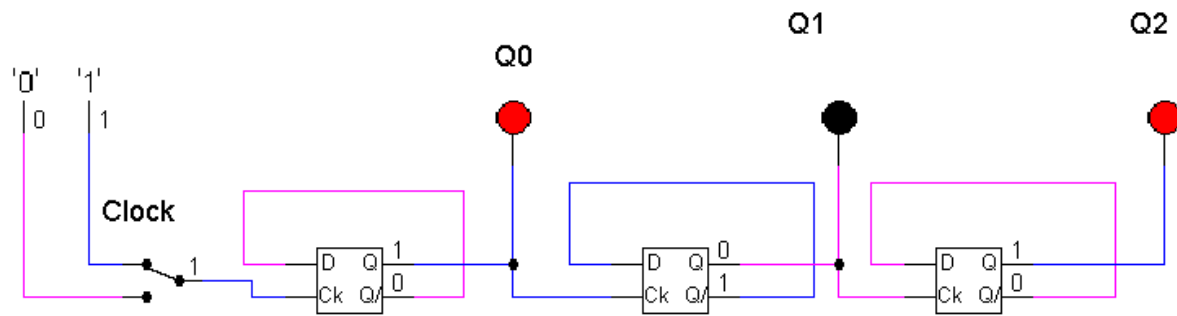 Q0
Q1
Q2
'0' '1'
0 1
Clock
1
D Q 1
Ck Q/ 0
D Q 0
Ck Q/ 1
D Q 1
Ck Q/ 0